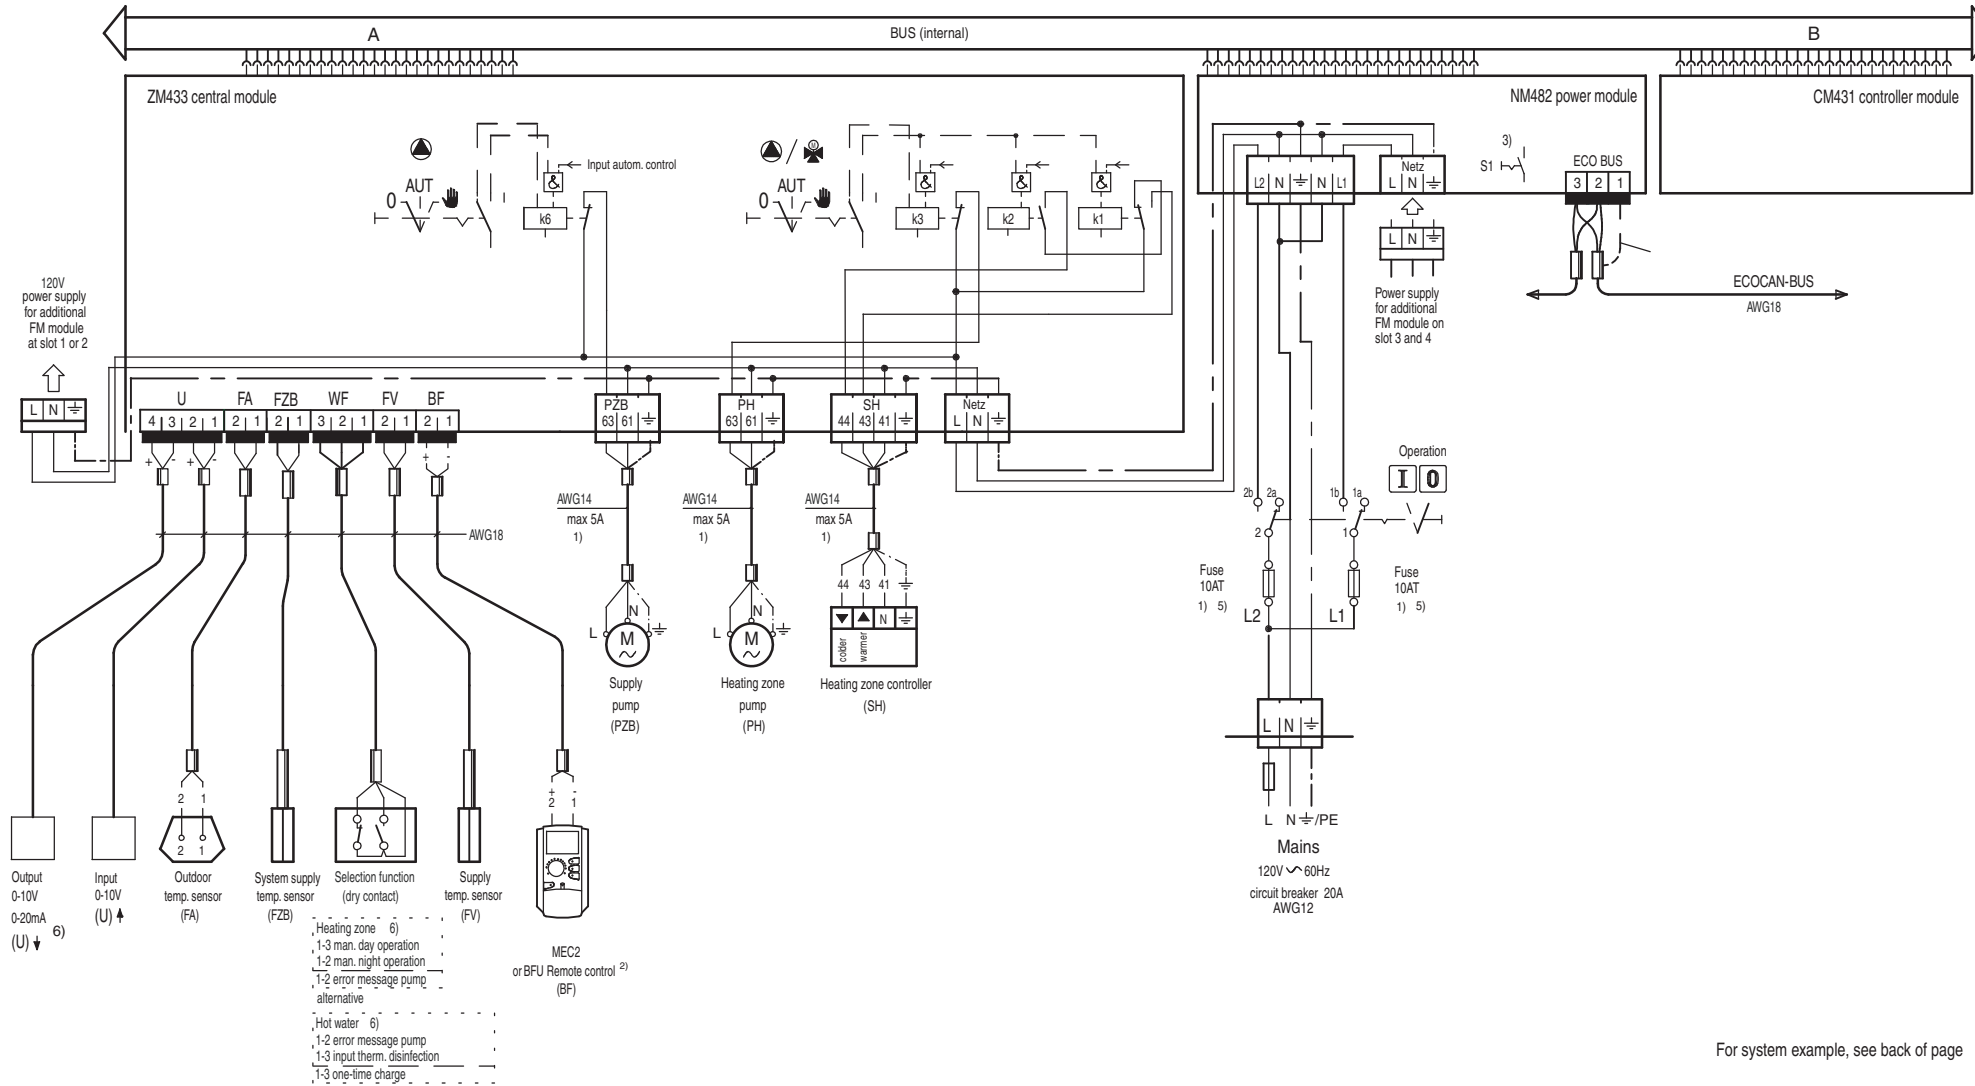 A
BUS (internal)
B
ZM433 central module
NM482 power module
CM431 controller module
Input autom. control
0
AUT
k6
0
AUT
M
k3
k2
k1
L2 N N L1
Netz
L N
3)
S1
ECO BUS
3 2 1
L N
Power supply
for additional
FM module on
slot 3 and 4
ECOCAN-BUS
AWG18
120V
power supply
for additional
FM module
at slot 1 or 2
L N
U
4 3 2 1
FA
2 1
FZB
2 1
WF
3 2 1
FV
2 1
BF
2 1
PZB
63 61
PH
63 61
SH
44 43 41
Netz
L N
+ - + -
+ -
AWG18
AWG14
max 5A
1)
AWG14
max 5A
1)
AWG14
max 5A
1)
L
N
M
Supply
pump
(PZB)
L
N
M
Heating zone
pump
(PH)
44 43 41
N
colder
warmer
Heating zone controller
(SH)
Operation
I 0
2b 2a
2
1b 1a
1
Fuse
10AT
1) 5)
L2
Fuse
10AT
1) 5)
L1
L N
L N /PE
Mains
120V 60Hz
circuit breaker 20A
AWG12
Output
0-10V
0-20mA
6)
(U)
Input
0-10V
(U)
2 1
2 1
Outdoor
temp. sensor
(FA)
System supply
temp. sensor
(FZB)
Selection function
(dry contact)
Heating zone 6)
1-3 man. day operation
1-2 man. night operation
1-2 error message pump
alternative
Hot water 6)
1-2 error message pump
1-3 input therm. disinfection
1-3 one-time charge
Supply
temp. sensor
(FV)
+ -
2 1
MEC2
or BFU Remote control 2)
(BF)
For system example, see back of page